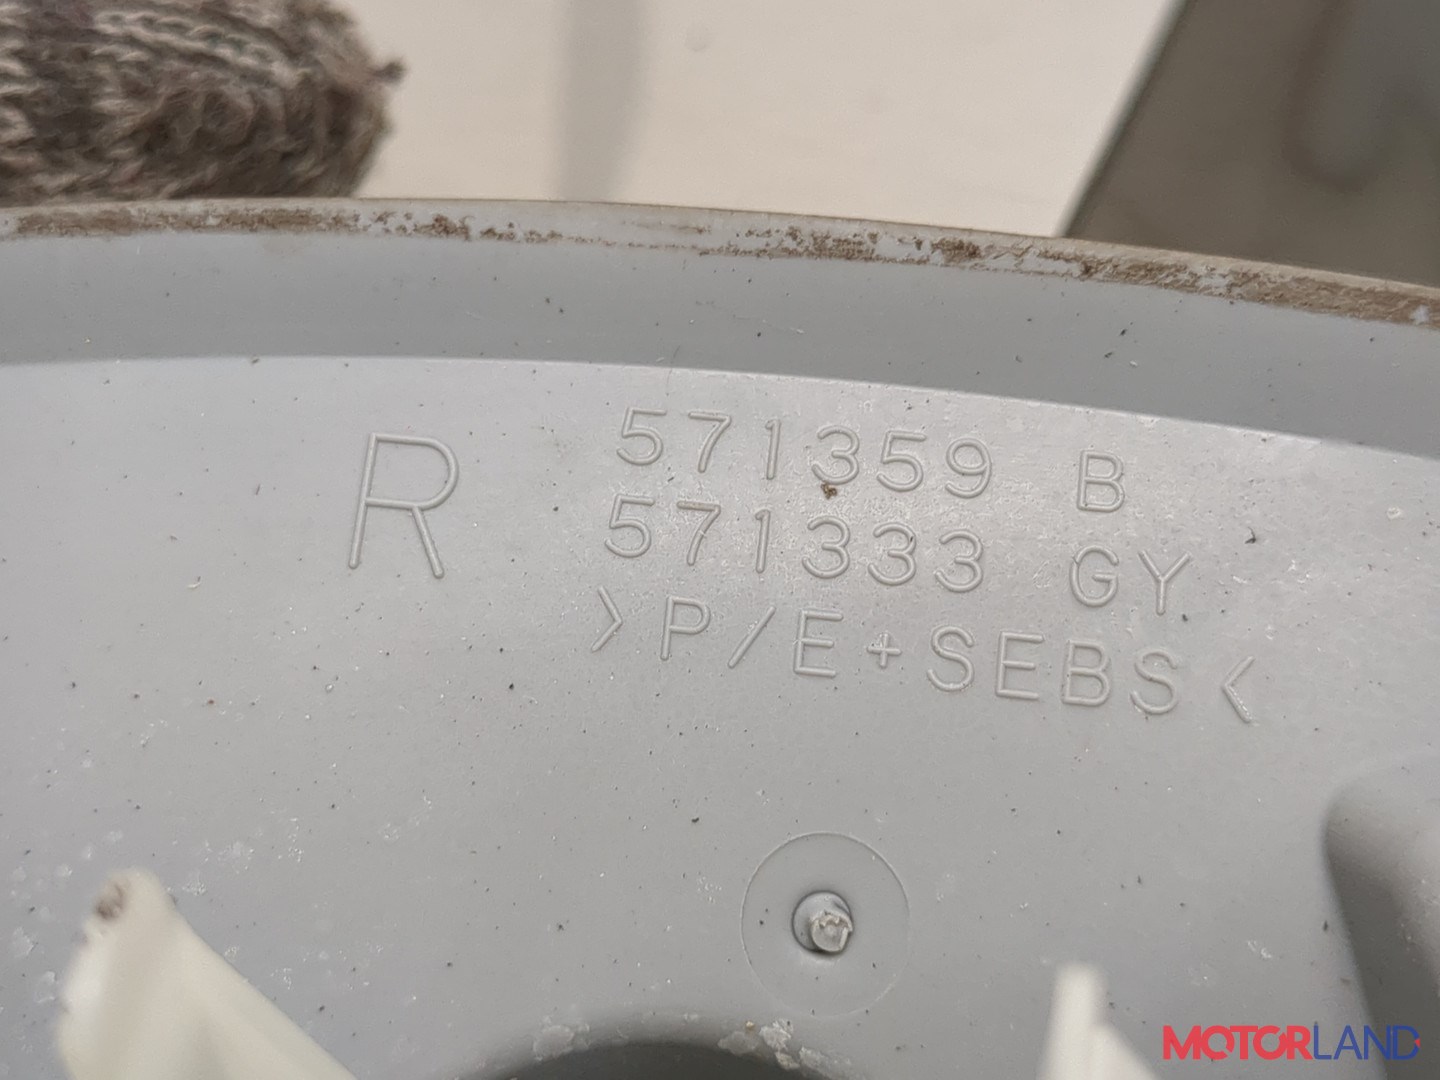 R
571359 B
571333 GY
>P/E+SEBS<
MOTORLAND